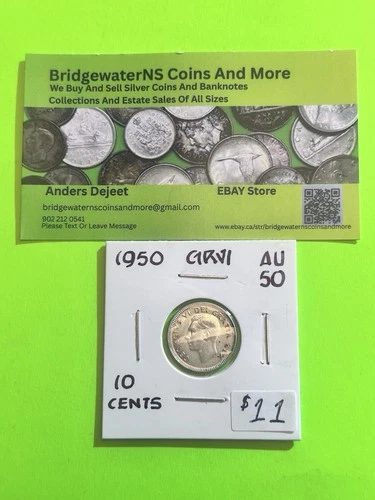 BridgewaterNS Coins And More
We Buy And Sell Silver Coins And Banknotes
Collections And Estate Sales Of All Sizes
Anders Dejeet EBAY Store
bridgewaternscoinsandmore@gmail.com
902 212 0541
Please Text Or Leave Message www.ebay.ca/str/bridgewaternscoinsandmore
1950 GRVI AU
50
10
CENTS $11